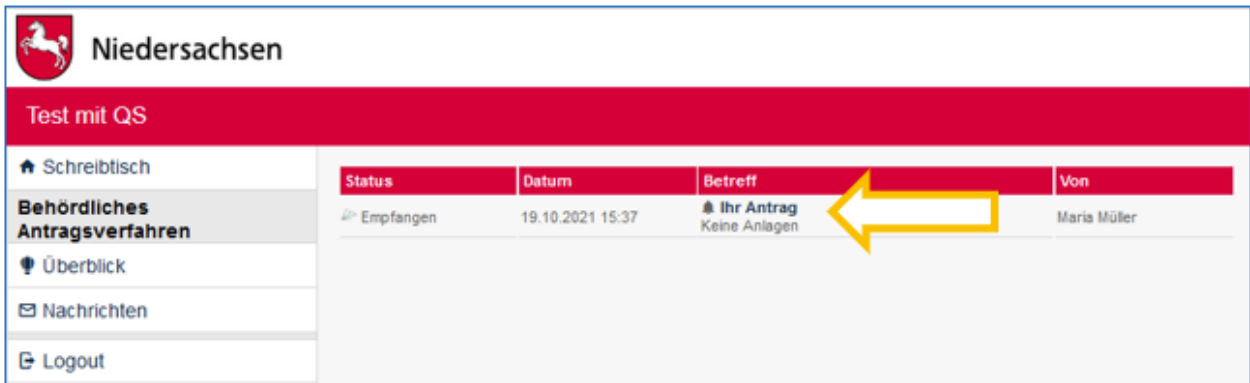 Niedersachsen
Test mit QS
Schreibtisch
Behördliches
Antragsverfahren
Überblick
Nachrichten
Logout
Status Datum Betreff Von
Empfangen 19.10.2021 15:37 Ihr Antrag Maria Müller
Keine Anlagen